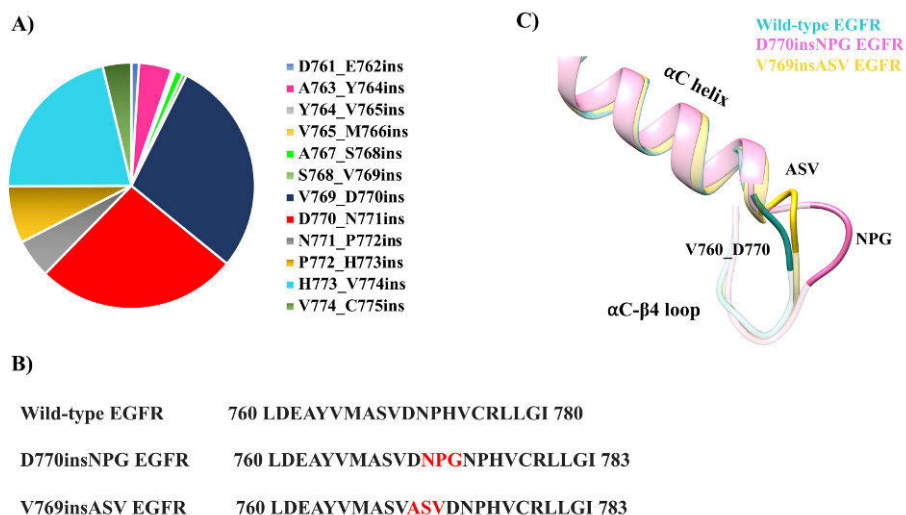 A)
D761_E762ins
A763_Y764ins
Y764_V765ins
V765_M766ins
A767_S768ins
S768_V769ins
V769_D770ins
D770_N771ins
N771_P772ins
P772_H773ins
H773_V774ins
V774_C775ins
C)
Wild-type EGFR
D770insNPG EGFR
V769insASV EGFR
αC helix
ASV
V760_D770
NPG
αC-β4 loop
B)
Wild-type EGFR 760 LDEAYVMASVDNPHVCRLLGI 780
D770insNPG EGFR 760 LDEAYVMASVDNPGNPHVCRLLGI 783
V769insASV EGFR 760 LDEAYVMASVASVDNPHVCRLLGI 783